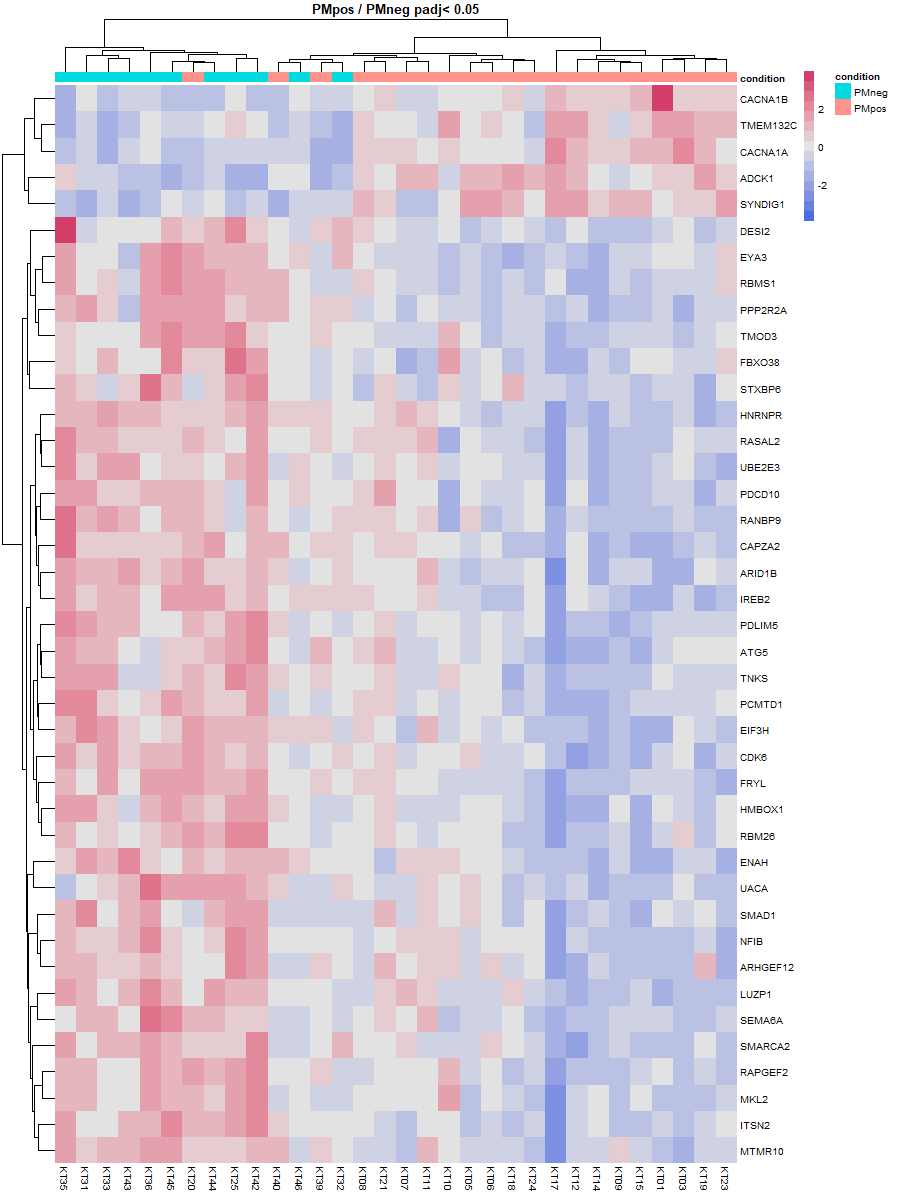 PMpos / PMneg padj< 0.05
condition
condition
PMneg
PMpos
2
0
-2
CACNA1B
TMEM132C
CACNA1A
ADCK1
SYNDIG1
DESI2
EYA3
RBMS1
PPP2R2A
TMOD3
FBXO38
STXBP6
HNRNPR
RASAL2
UBE2E3
PDCD10
RANBP9
CAPZA2
ARID1B
IREB2
PDLIM5
ATG5
TNKS
PCMTD1
EIF3H
CDK6
FRYL
HMBOX1
RBM26
ENAH
UACA
SMAD1
NFIB
ARHGEF12
LUZP1
SEMA6A
SMARCA2
RAPGEF2
MKL2
ITSN2
MTMR10
KT35
KT31
KT33
KT43
KT36
KT45
KT20
KT44
KT25
KT42
KT40
KT46
KT39
KT32
KT08
KT21
KT07
KT11
KT10
KT05
KT06
KT18
KT24
KT17
KT12
KT14
KT09
KT15
KT01
KT03
KT19
KT23